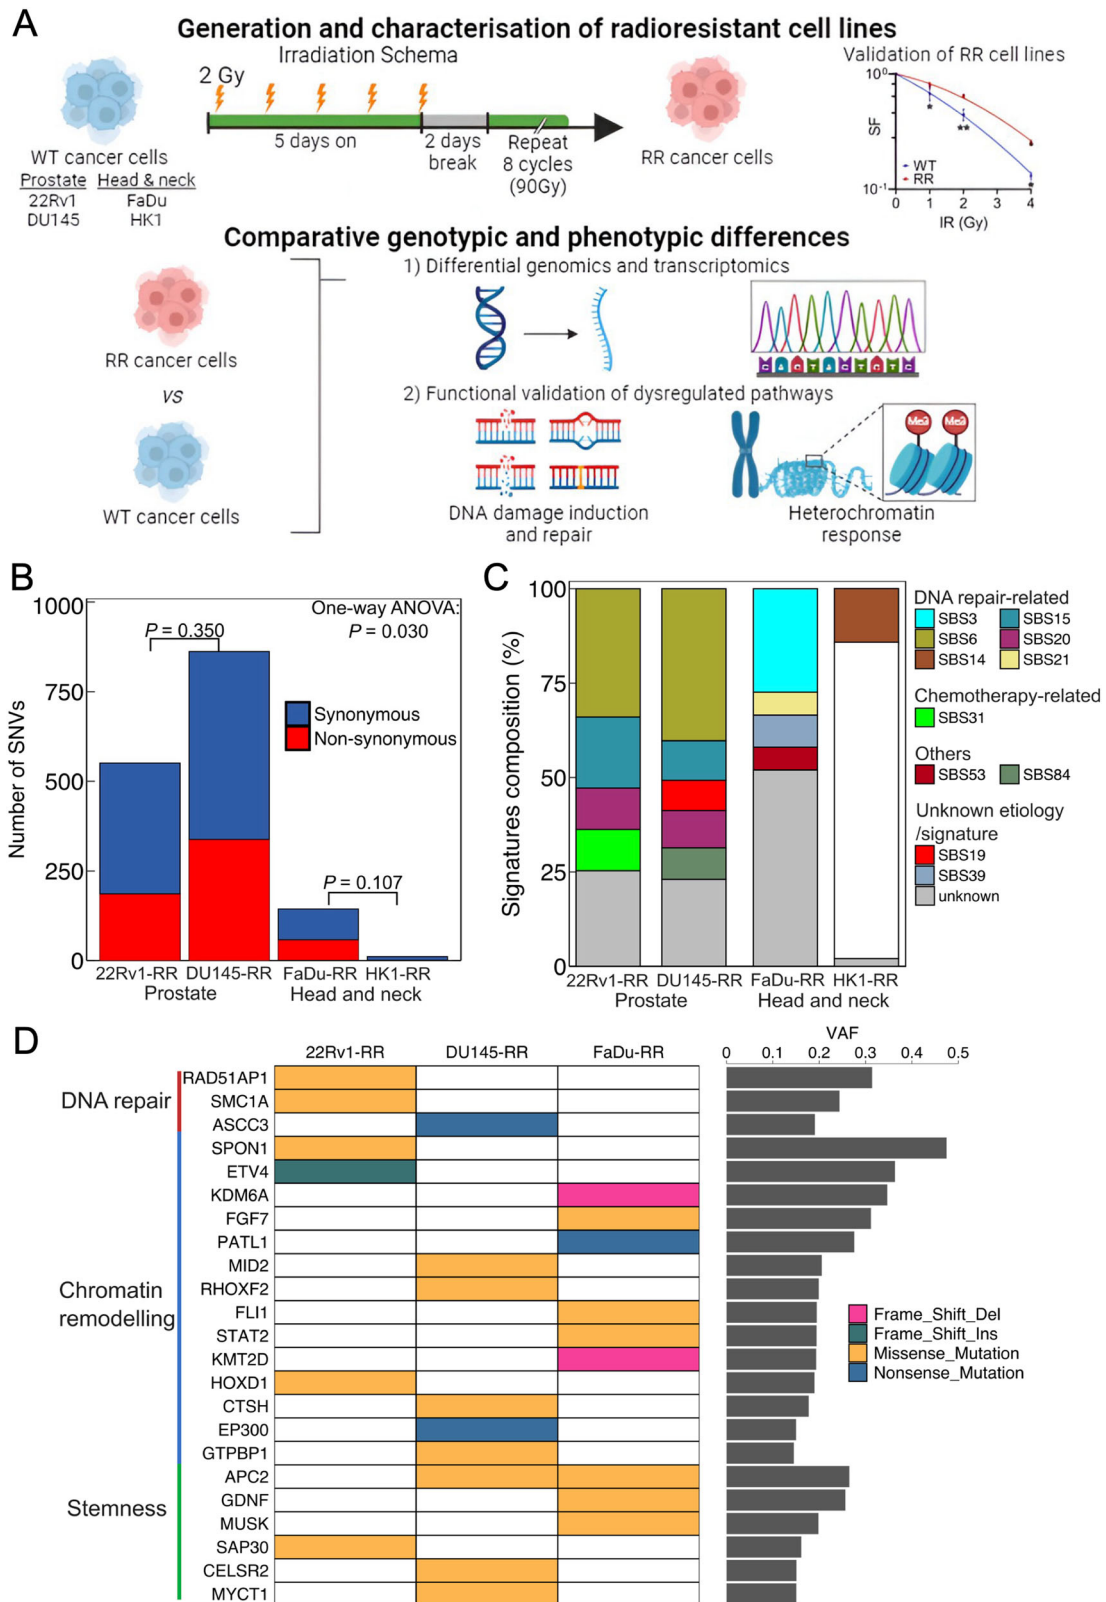 A
Generation and characterisation of radioresistant cell lines
Irradiation Schema
Validation of RR cell lines
2 Gy
5 days on
2 days
break
Repeat
8 cycles
(90Gy)
WT cancer cells
Prostate Head & neck
22Rv1 FaDu
DU145 HK1
RR cancer cells
SF
10⁰
10⁻¹
*
**
*
WT
RR
0 1 2 3 4
IR (Gy)
Comparative genotypic and phenotypic differences
RR cancer cells
vs
WT cancer cells
1) Differential genomics and transcriptomics
2) Functional validation of dysregulated pathways
Me3 Me3
DNA damage induction
and repair
Heterochromatin
response
B
Number of SNVs
1000
750
500
250
0
One-way ANOVA:
P = 0.030
P = 0.350
P = 0.107
Synonymous
Non-synonymous
22Rv1-RR DU145-RR FaDu-RR HK1-RR
Prostate Head and neck
C
Signatures composition (%)
100
75
50
25
0
22Rv1-RR DU145-RR FaDu-RR HK1-RR
Prostate Head and neck
DNA repair-related
SBS3 SBS15
SBS6 SBS20
SBS14 SBS21
Chemotherapy-related
SBS31
Others
SBS53 SBS84
Unknown etiology
/signature
SBS19
SBS39
unknown
D
22Rv1-RR DU145-RR FaDu-RR
VAF
0 0.1 0.2 0.3 0.4 0.5
DNA repair
RAD51AP1
SMC1A
ASCC3
Chromatin
remodelling
SPON1
ETV4
KDM6A
FGF7
PATL1
MID2
RHOXF2
FLI1
STAT2
KMT2D
HOXD1
CTSH
EP300
GTPBP1
Stemness
APC2
GDNF
MUSK
SAP30
CELSR2
MYCT1
Frame_Shift_Del
Frame_Shift_Ins
Missense_Mutation
Nonsense_Mutation